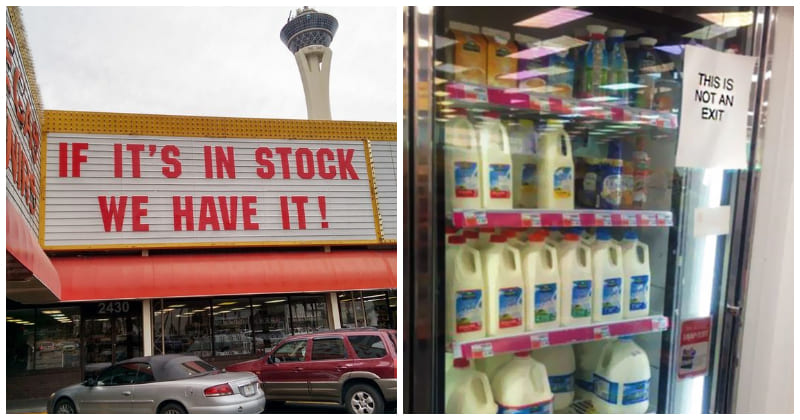 IF IT'S IN STOCK
WE HAVE IT!
2430
THIS IS
NOT AN
EXIT